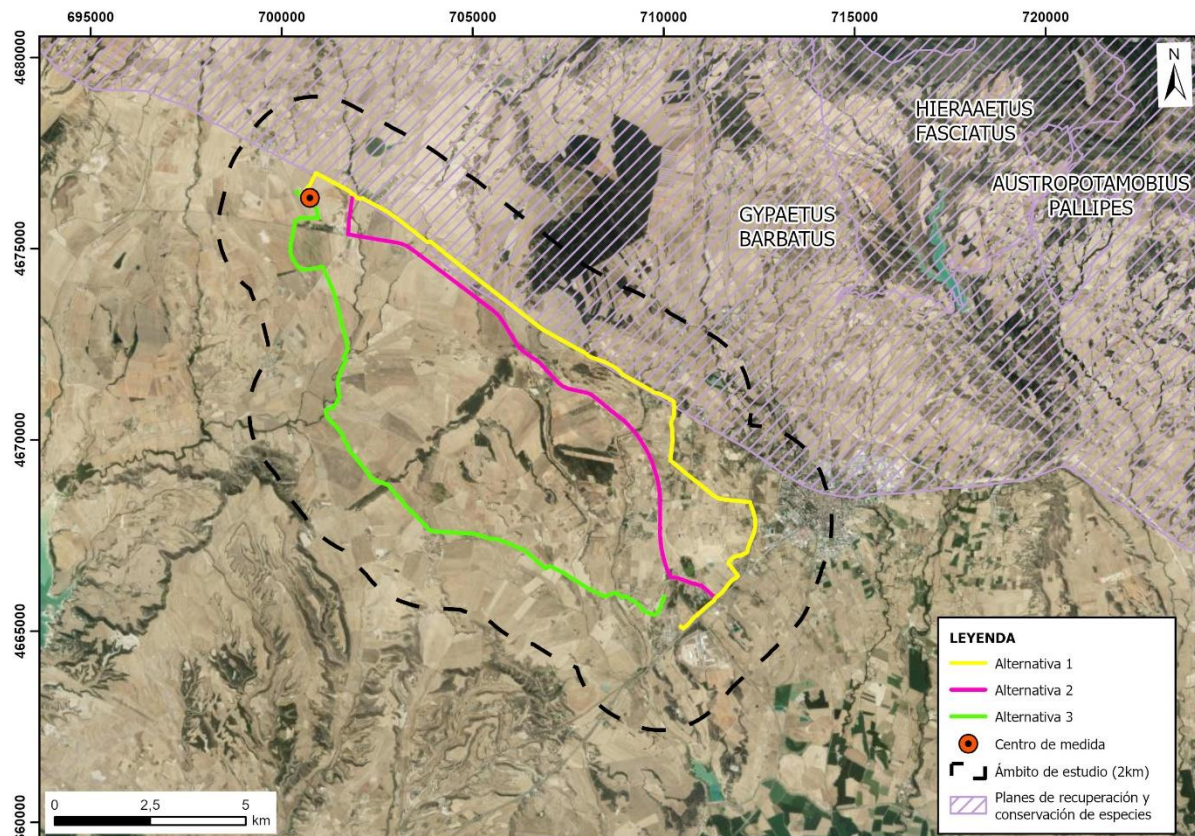 695000
700000
705000
710000
715000
720000
4680000
4675000
4670000
4665000
4660000
N
HIERAAETUS
FASCIATUS
AUSTROPOTAMOBIUS
PALLIPES
GYPAETUS
BARBATUS
LEYENDA
Alternativa 1
Alternativa 2
Alternativa 3
Centro de medida
Ámbito de estudio (2km)
Planes de recuperación y
conservación de especies
0 2,5 5
km